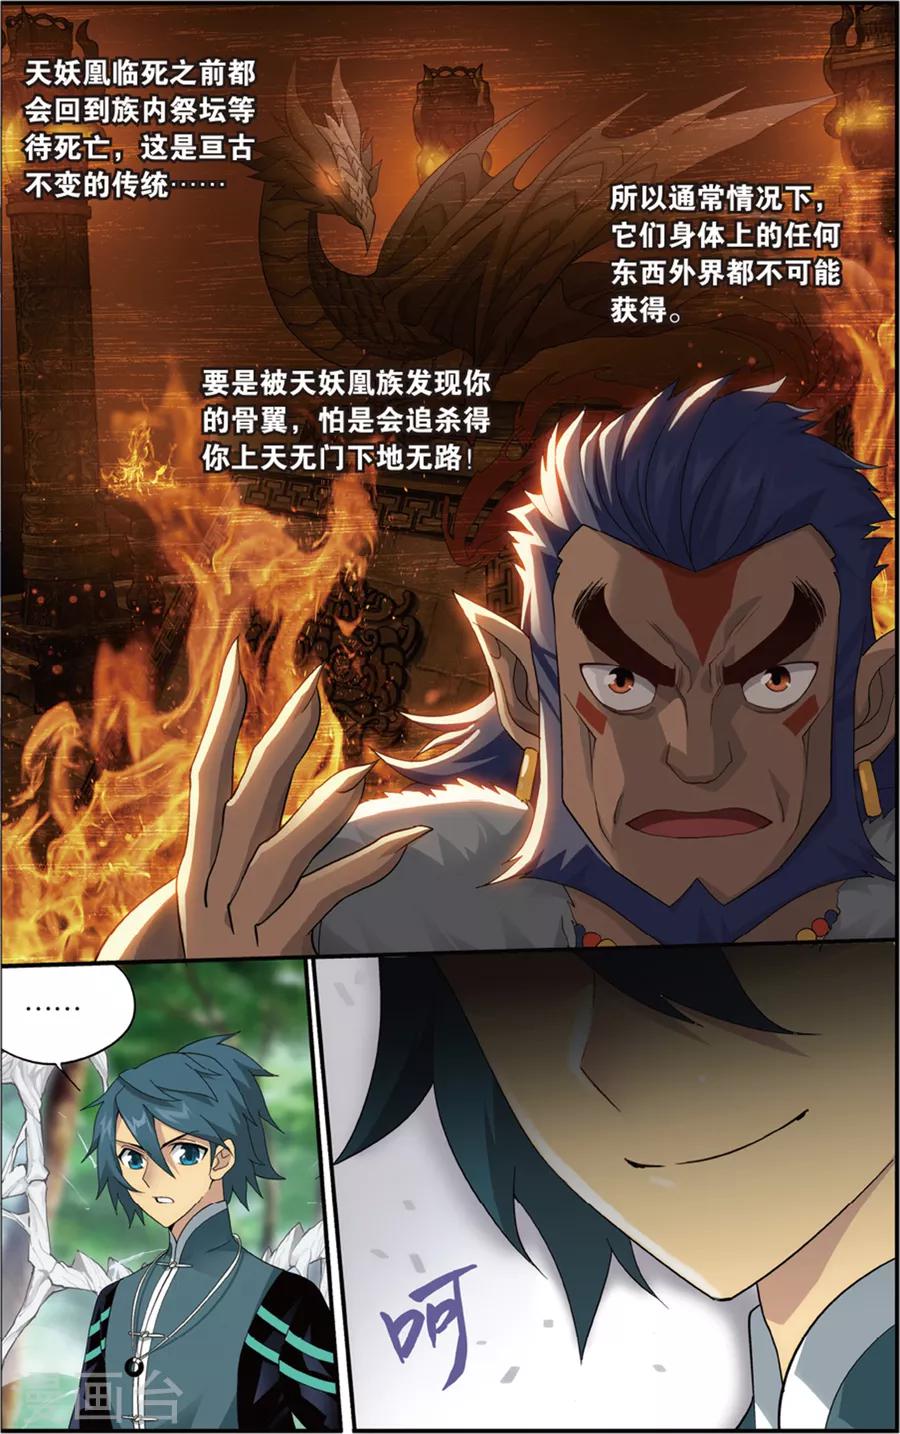 天妖凰临死之前都
会回到族内祭坛等
待死亡，这是亘古
不变的传统……
所以通常情况下，
它们身体上的任何
东西外界都不可能
获得。
要是被天妖凰族发现你
的骨翼，怕是会追杀得
你上天无门下地无路！
……
呵
漫画台